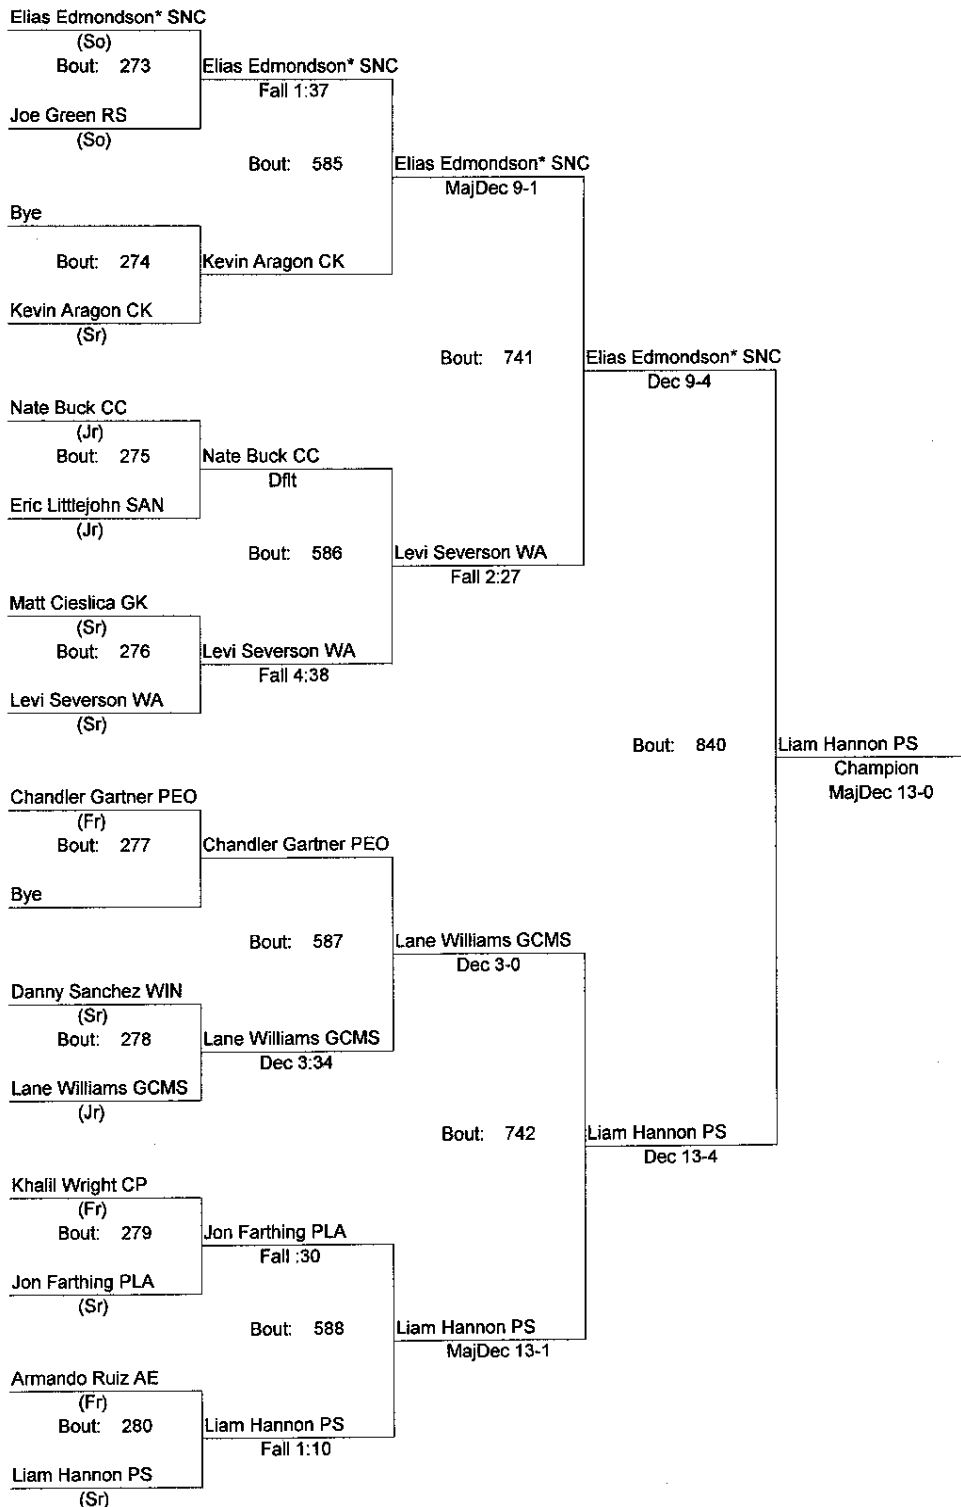 Elias Edmondson* SNC
(So)
Bout: 273
Elias Edmondson* SNC
Fall 1:37
Joe Green RS
(So)
Bout: 585
Elias Edmondson* SNC
MajDec 9-1
Bye
Bout: 274
Kevin Aragon CK
Kevin Aragon CK
(Sr)
Bout: 741
Elias Edmondson* SNC
Dec 9-4
Nate Buck CC
(Jr)
Bout: 275
Nate Buck CC
Dflt
Eric Littlejohn SAN
(Jr)
Bout: 586
Levi Severson WA
Fall 2:27
Matt Cieslica GK
(Sr)
Bout: 276
Levi Severson WA
Fall 4:38
Levi Severson WA
(Sr)
Bout: 840
Liam Hannon PS
Champion
MajDec 13-0
Chandler Gartner PEO
(Fr)
Bout: 277
Chandler Gartner PEO
Bye
Bout: 587
Lane Williams GCMS
Dec 3-0
Danny Sanchez WIN
(Sr)
Bout: 278
Lane Williams GCMS
Dec 3:34
Lane Williams GCMS
(Jr)
Bout: 742
Liam Hannon PS
Dec 13-4
Khalil Wright CP
(Fr)
Bout: 279
Jon Farthing PLA
Fall :30
Jon Farthing PLA
(Sr)
Bout: 588
Liam Hannon PS
MajDec 13-1
Armando Ruiz AE
(Fr)
Bout: 280
Liam Hannon PS
Fall 1:10
Liam Hannon PS
(Sr)